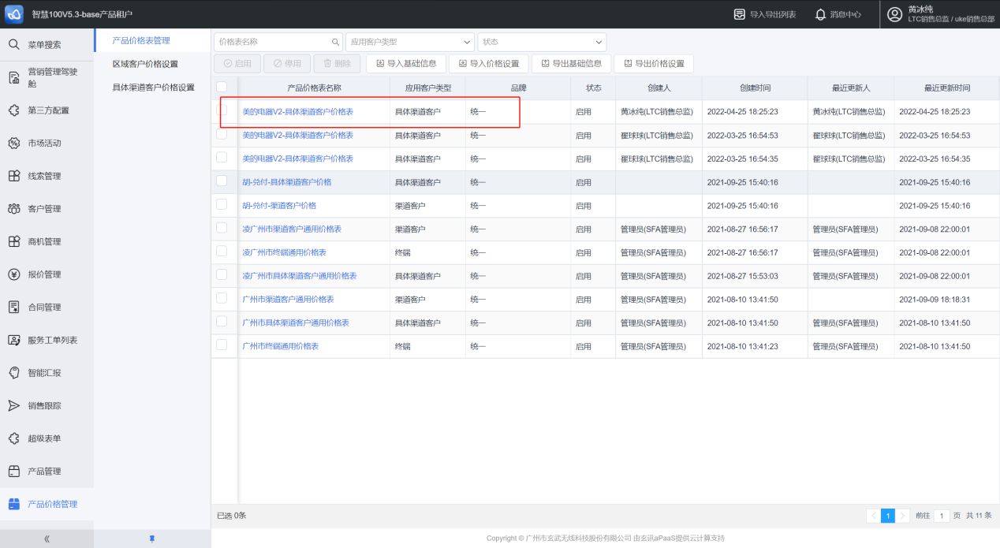 智慧100V5.3-base产品租户
导入导出列表
消息中心
黄冰纯
LTC销售总监 / uke销售总部
菜单搜索
营销管理驾驶
舱
第三方配置
市场活动
线索管理
客户管理
商机管理
报价管理
合同管理
服务工单列表
智能汇报
销售跟踪
超级表单
产品管理
产品价格管理
«
产品价格表管理
区域客户价格设置
具体渠道客户价格设置
价格表名称 应用客户类型 状态
启用 停用 删除 导入基础信息 导入价格设置 导出基础信息 导出价格设置
产品价格表名称 应用客户类型 品牌 状态 创建人 创建时间 最近更新人 最近更新时间
美的电器V2-具体渠道客户价格表 具体渠道客户 统一 启用 黄冰纯(LTC销售总监) 2022-04-25 18:25:23 黄冰纯(LTC销售总监) 2022-04-25 18:25:23
美的电器V2-具体渠道客户价格表 具体渠道客户 统一 启用 翟球球(LTC销售总监) 2022-03-25 16:54:53 翟球球(LTC销售总监) 2022-03-25 16:54:53
美的电器V2-具体渠道客户价格表 具体渠道客户 统一 启用 翟球球(LTC销售总监) 2022-03-25 16:54:35 翟球球(LTC销售总监) 2022-03-25 16:54:35
胡-兑付-具体渠道客户价格 具体渠道客户 统一 启用 2021-09-25 15:40:16 2021-09-25 15:40:16
胡-兑付-渠道客户价格 渠道客户 统一 启用 2021-09-25 15:40:16 2021-09-25 15:40:16
凌广州市渠道客户通用价格表 渠道客户 统一 启用 管理员(SFA管理员) 2021-08-27 16:56:17 管理员(SFA管理员) 2021-09-08 22:00:01
凌广州市终端通用价格表 终端 统一 启用 管理员(SFA管理员) 2021-08-27 16:56:17 管理员(SFA管理员) 2021-09-08 22:00:01
凌广州市具体渠道客户通用价格表 具体渠道客户 统一 启用 管理员(SFA管理员) 2021-08-27 15:53:03 管理员(SFA管理员) 2021-09-08 22:00:01
广州市渠道客户通用价格表 渠道客户 统一 启用 管理员(SFA管理员) 2021-08-10 13:41:50 2021-09-09 18:18:31
广州市具体渠道客户通用价格表 具体渠道客户 统一 启用 管理员(SFA管理员) 2021-08-10 13:41:50 管理员(SFA管理员) 2021-08-10 13:41:50
广州市终端通用价格表 终端 统一 启用 管理员(SFA管理员) 2021-08-10 13:41:23 管理员(SFA管理员) 2021-08-10 13:41:50
已选 0条
1 前往 1 页 共 11 条
Copyright © 广州市玄武无线科技股份有限公司 由玄讯aPaaS提供云计算支持